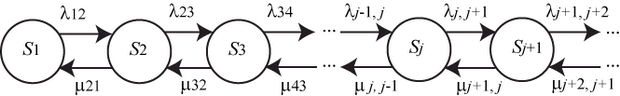 λ12 λ23 λ34 λj-1, j λj, j+1 λj+1, j+2
S1 S2 S3 ... Sj Sj+1 ...
μ21 μ32 μ43 ... μj, j-1 μj+1, j μj+2, j+1 ...